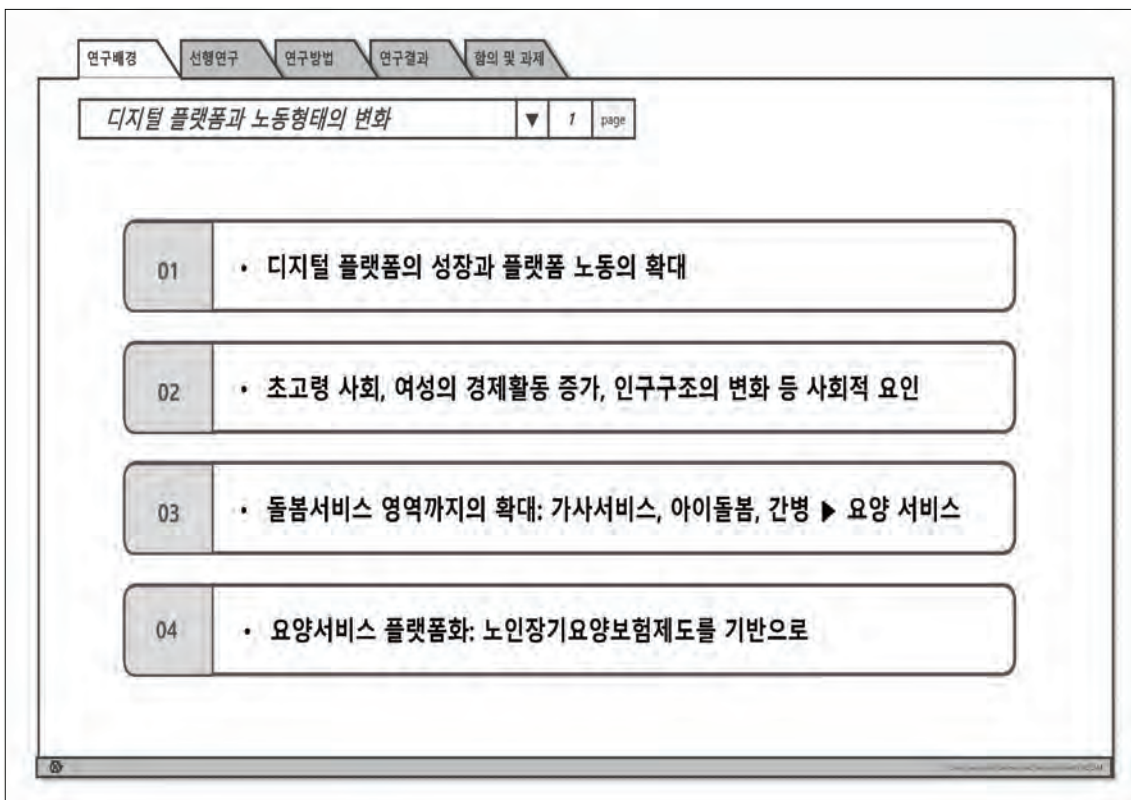 연구배경
선행연구
연구방법
연구결과
함의 및 과제
디지털 플랫폼과 노동형태의 변화 ▼ 1 page
01 • 디지털 플랫폼의 성장과 플랫폼 노동의 확대
02 • 초고령 사회, 여성의 경제활동 증가, 인구구조의 변화 등 사회적 요인
03 • 돌봄서비스 영역까지의 확대: 가사서비스, 아이돌봄, 간병 ▶ 요양 서비스
04 • 요양서비스 플랫폼화: 노인장기요양보험제도를 기반으로